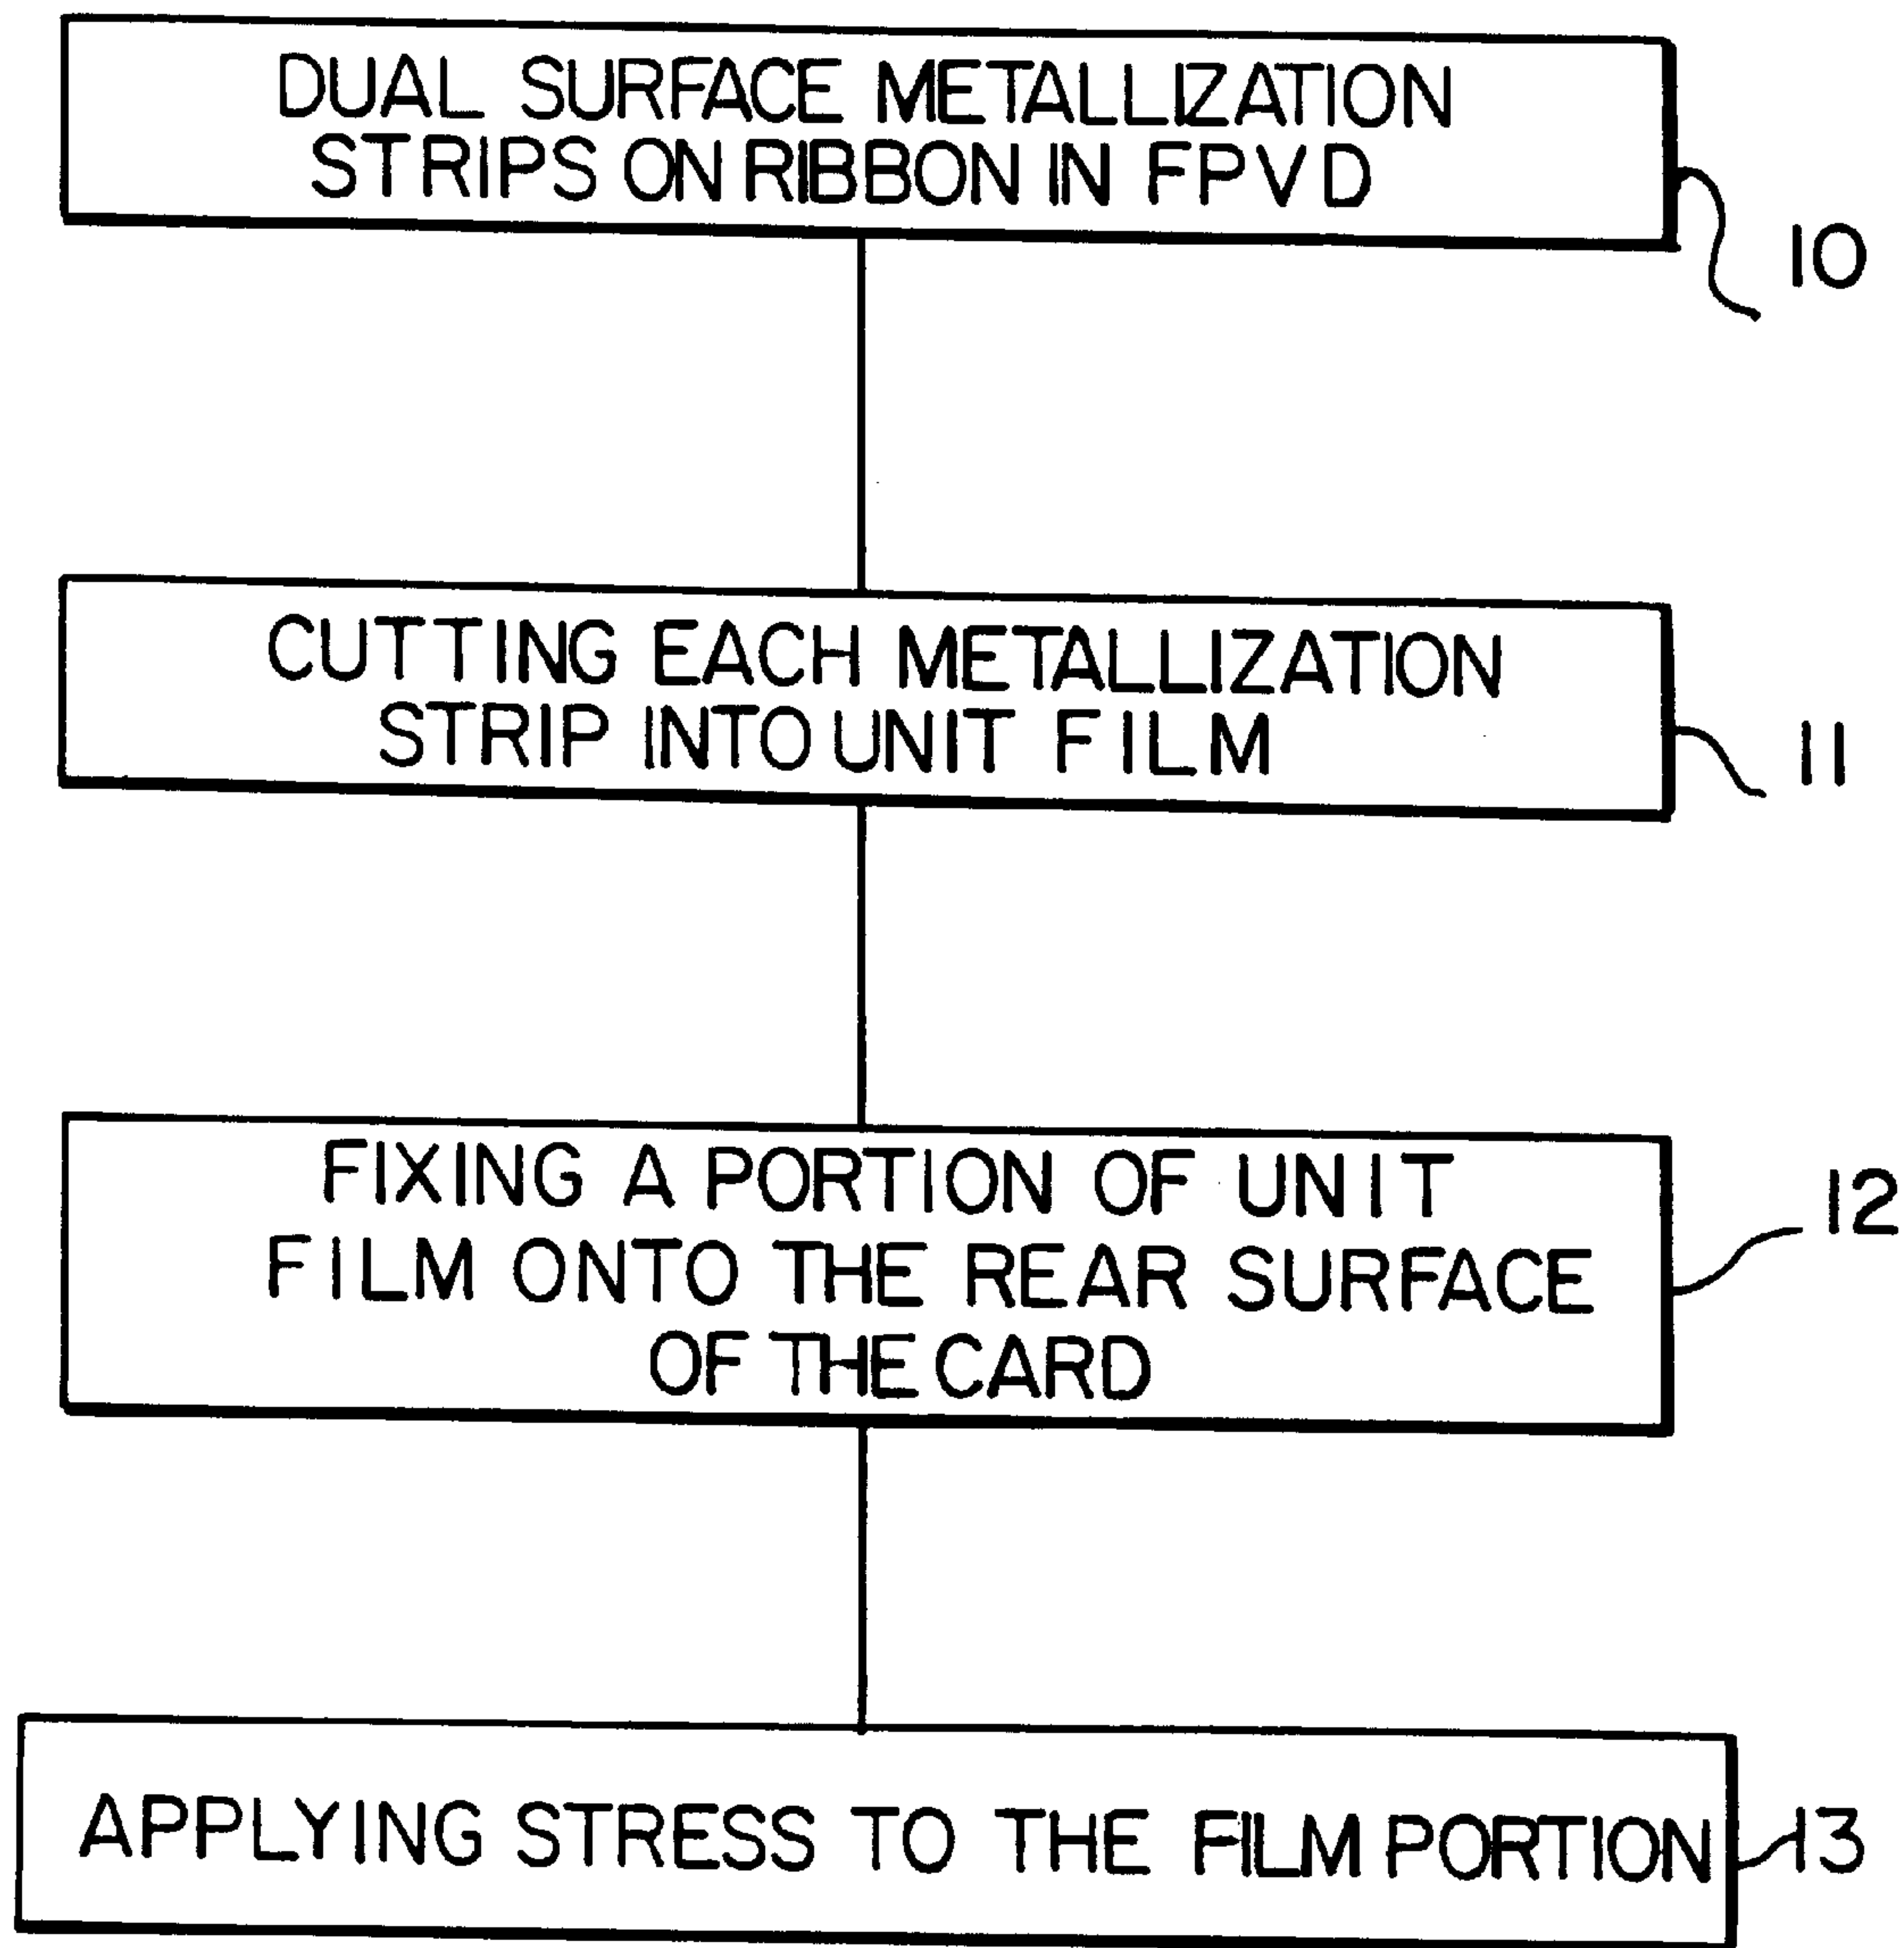 DUAL SURFACE METALLIZATION
STRIPS ON RIBBON IN FPVD
10
CUTTING EACH METALLIZATION
STRIP INTO UNIT FILM
11
FIXING A PORTION OF UNIT
FILM ONTO THE REAR SURFACE
OF THE CARD
12
APPLYING STRESS TO THE FILM PORTION
13